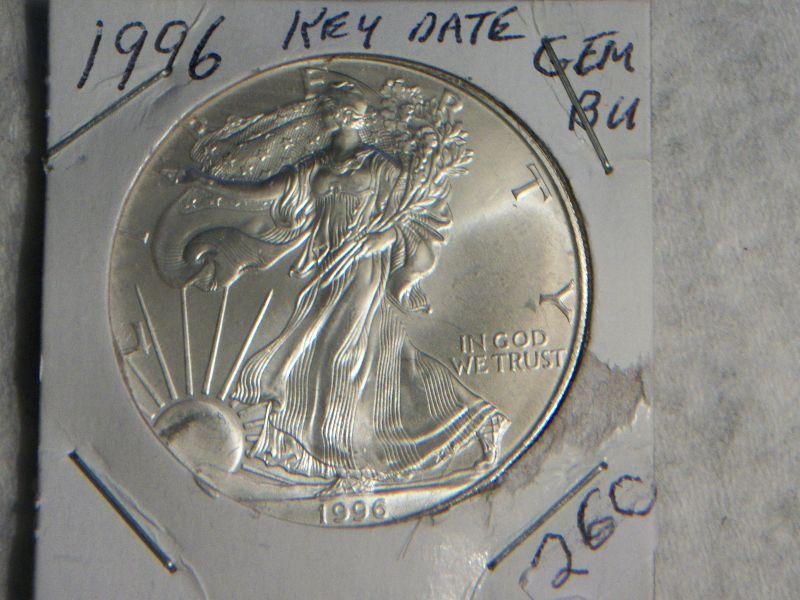 1996 KEY DATE GEM
BU
LIBERTY
IN GOD
WE TRUST
1996
260